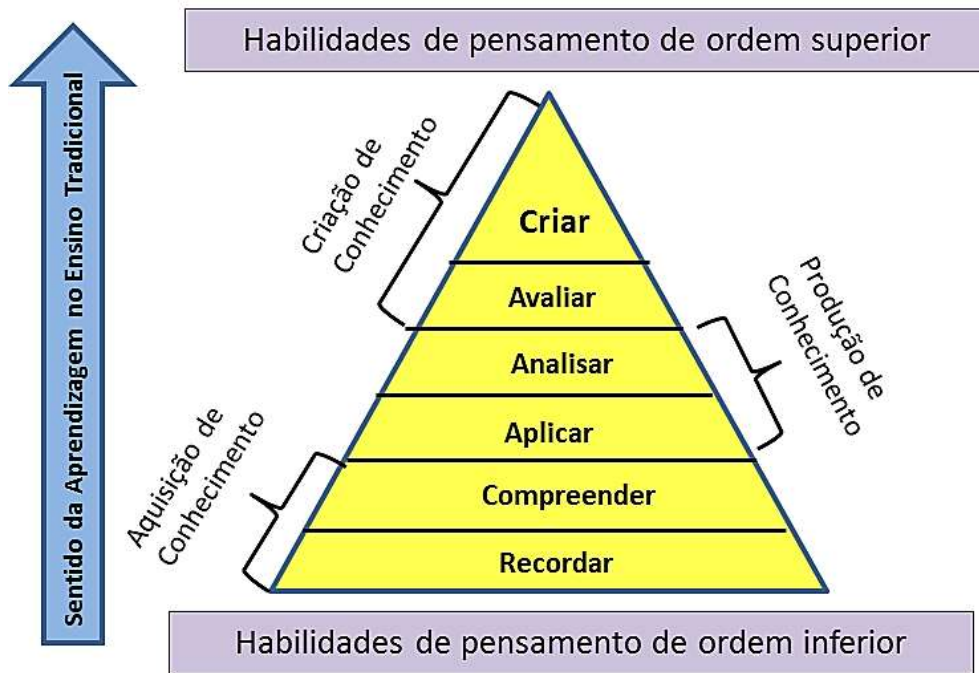 Habilidades de pensamento de ordem superior
Sentido da Aprendizagem no Ensino Tradicional
Criação de
Conhecimento
Criar
Avaliar
Produção de
Conhecimento
Analisar
Aplicar
Aquisição de
Conhecimento
Compreender
Recordar
Habilidades de pensamento de ordem inferior